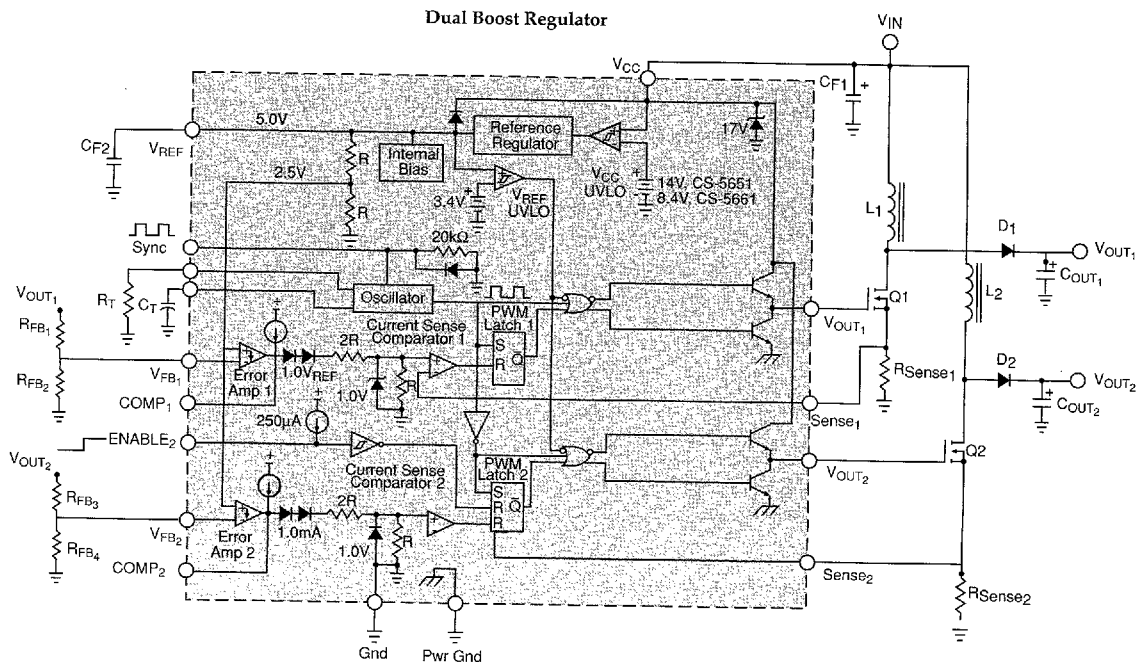 Dual Boost Regulator
VIN
VCC
CF1
+
5.0V
CF2
VREF
R
Internal
Bias
Reference
Regulator
17V
2.5V
R
3.4V
+
VREF
UVLO
VCC
UVLO
+
14V, CS-5651
8.4V, CS-5661
L1
Sync
20kΩ
D1
VOUT1
+
COUT1
RT
CT
Oscillator
L2
Q1
VOUT1
VOUT1
RFB1
Current Sense
Comparator 1
PWM
Latch 1
S
R
Q
2R
+
1.0VREF
1.0V
R
RFB2
VFB1
Error
Amp 1
COMP1
RSense1
Sense1
D2
VOUT2
+
COUT2
250µA
ENABLE2
VOUT2
Current Sense
Comparator 2
PWM
Latch 2
S
R
R
Q
VOUT2
Q2
RFB3
2R
+
1.0mA
1.0V
R
VFB2
Error
Amp 2
RFB4
COMP2
Sense2
RSense2
Gnd
Pwr Gnd